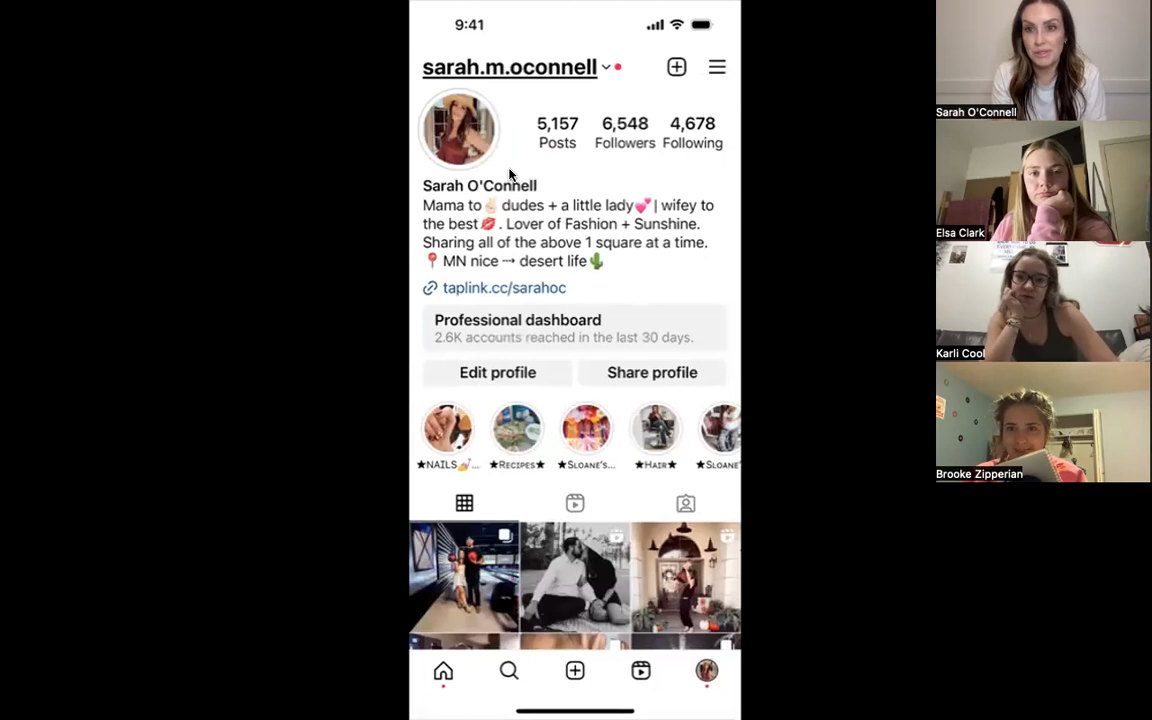 9:41
sarah.m.oconnell
5,157 6,548 4,678
Posts Followers Following
Sarah O'Connell
Mama to✌🏻 dudes + a little lady💕| wifey to
the best💋. Lover of Fashion + Sunshine.
Sharing all of the above 1 square at a time.
📍 MN nice ⤑ desert life🌵
taplink.cc/sarahoc
Professional dashboard
2.6K accounts reached in the last 30 days.
Edit profile Share profile
★NAILS💅... ★RECIPES★ ★SLOANE'S... ★HAIR★ ★SLOANE'
Sarah O'Connell
Elsa Clark
Karli Cool
Brooke Zipperian